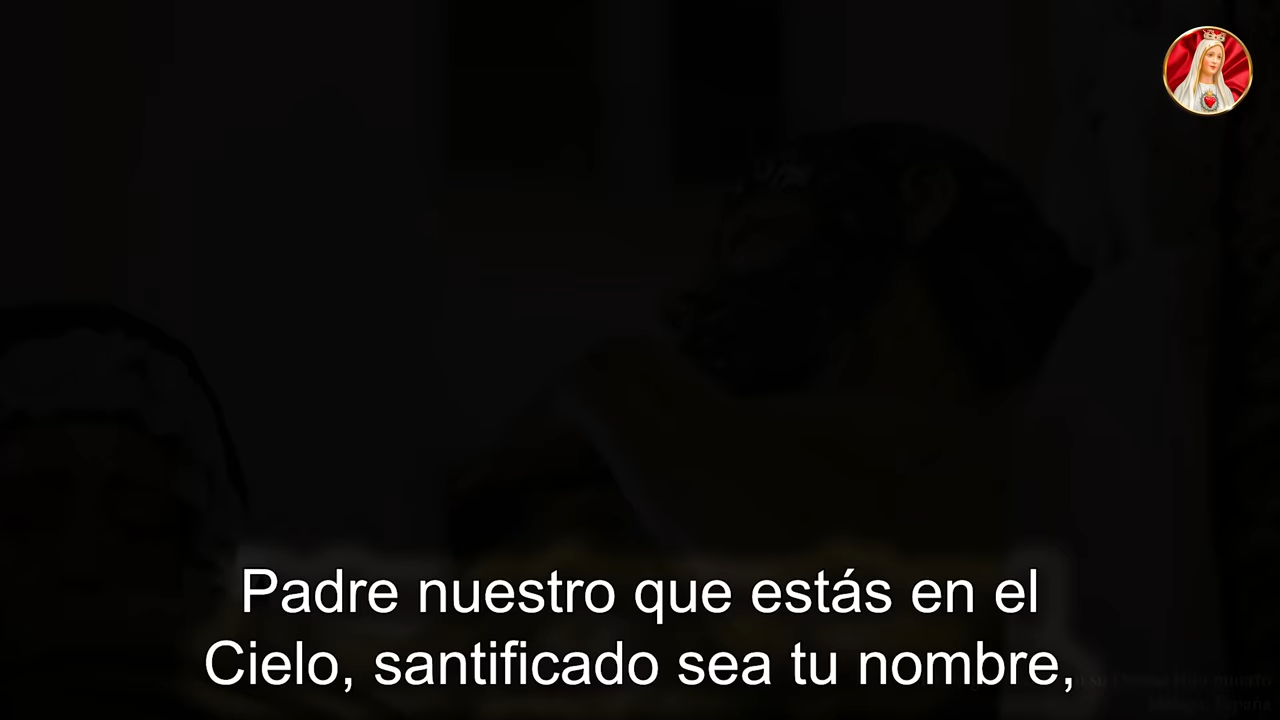 Padre nuestro que estás en el
Cielo, santificado sea tu nombre,